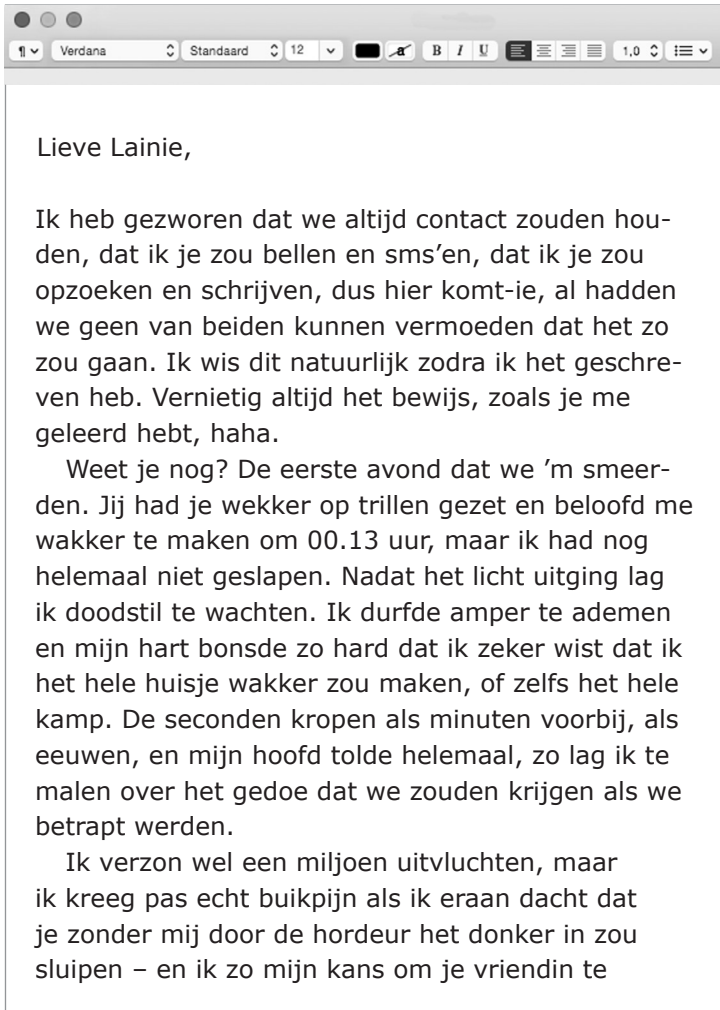 ¶ Verdana Standaard 12 a B I U 1,0
Lieve Lainie,
Ik heb gezworen dat we altijd contact zouden hou-
den, dat ik je zou bellen en sms’en, dat ik je zou
opzoeken en schrijven, dus hier komt-ie, al hadden
we geen van beiden kunnen vermoeden dat het zo
zou gaan. Ik wis dit natuurlijk zodra ik het geschre-
ven heb. Vernietig altijd het bewijs, zoals je me
geleerd hebt, haha.
Weet je nog? De eerste avond dat we ’m smeer-
den. Jij had je wekker op trillen gezet en beloofd me
wakker te maken om 00.13 uur, maar ik had nog
helemaal niet geslapen. Nadat het licht uitging lag
ik doodstil te wachten. Ik durfde amper te ademen
en mijn hart bonsde zo hard dat ik zeker wist dat ik
het hele huisje wakker zou maken, of zelfs het hele
kamp. De seconden kropen als minuten voorbij, als
eeuwen, en mijn hoofd tolde helemaal, zo lag ik te
malen over het gedoe dat we zouden krijgen als we
betrapt werden.
Ik verzon wel een miljoen uitvluchten, maar
ik kreeg pas echt buikpijn als ik eraan dacht dat
je zonder mij door de hordeur het donker in zou
sluipen – en ik zo mijn kans om je vriendin te